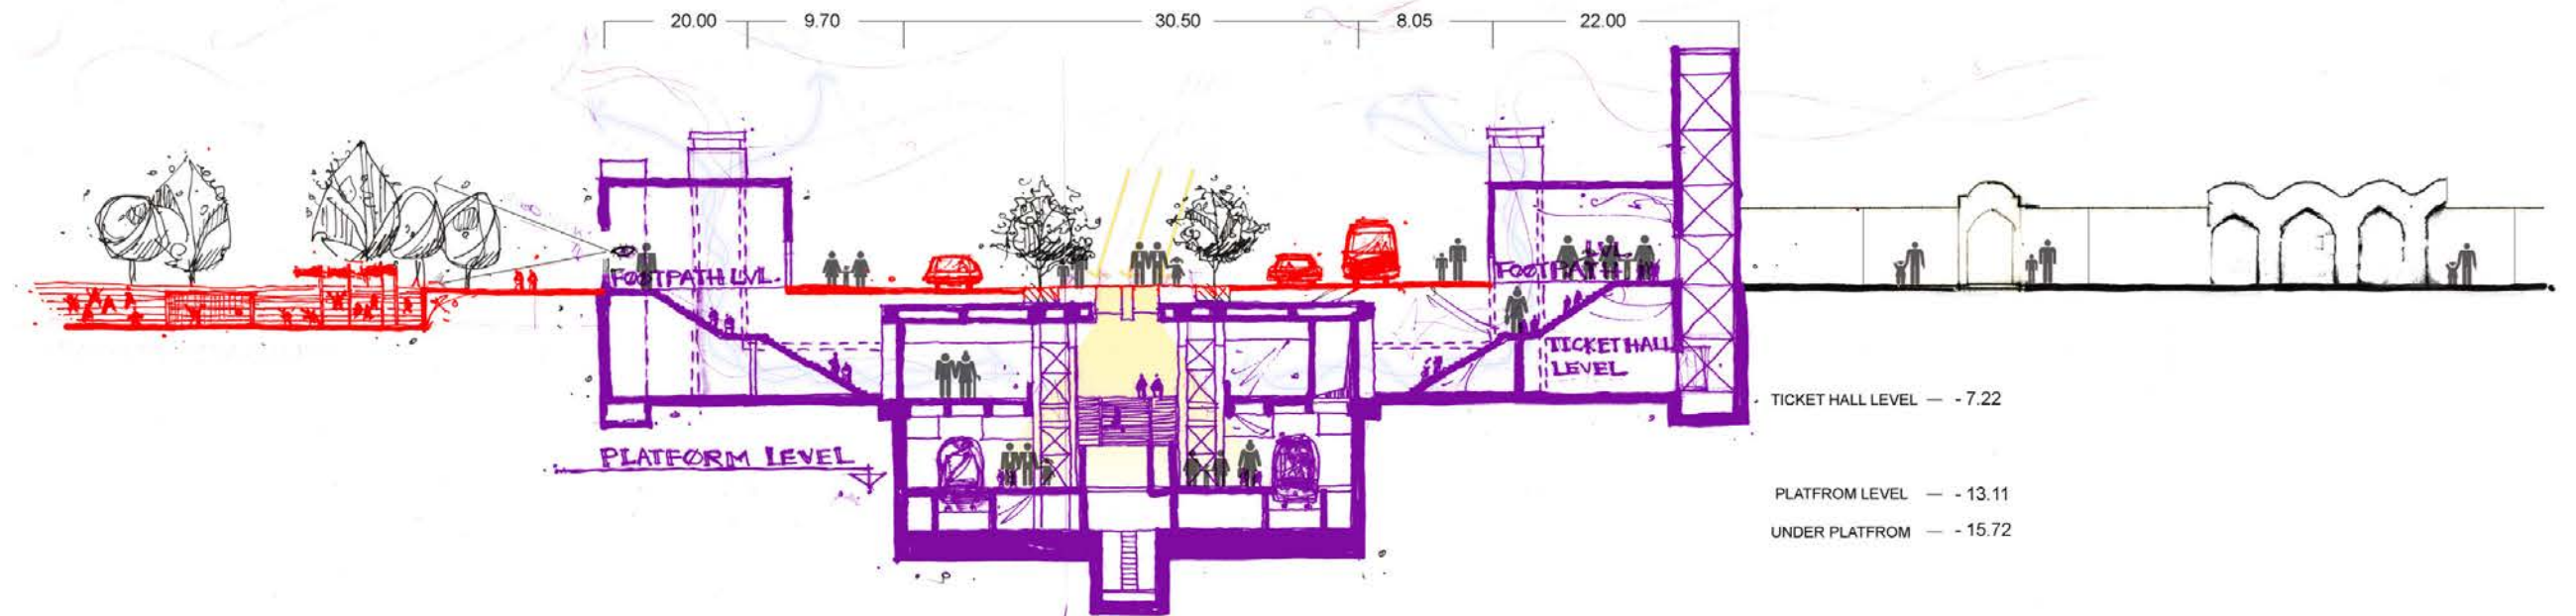 20.00 9.70 30.50 8.05 22.00
FOOTPATH LVL.
LVL
FOOTPATH
TICKET HALL
LEVEL
PLATFORM LEVEL
TICKET HALL LEVEL — - 7.22
PLATFROM LEVEL — - 13.11
UNDER PLATFROM — - 15.72